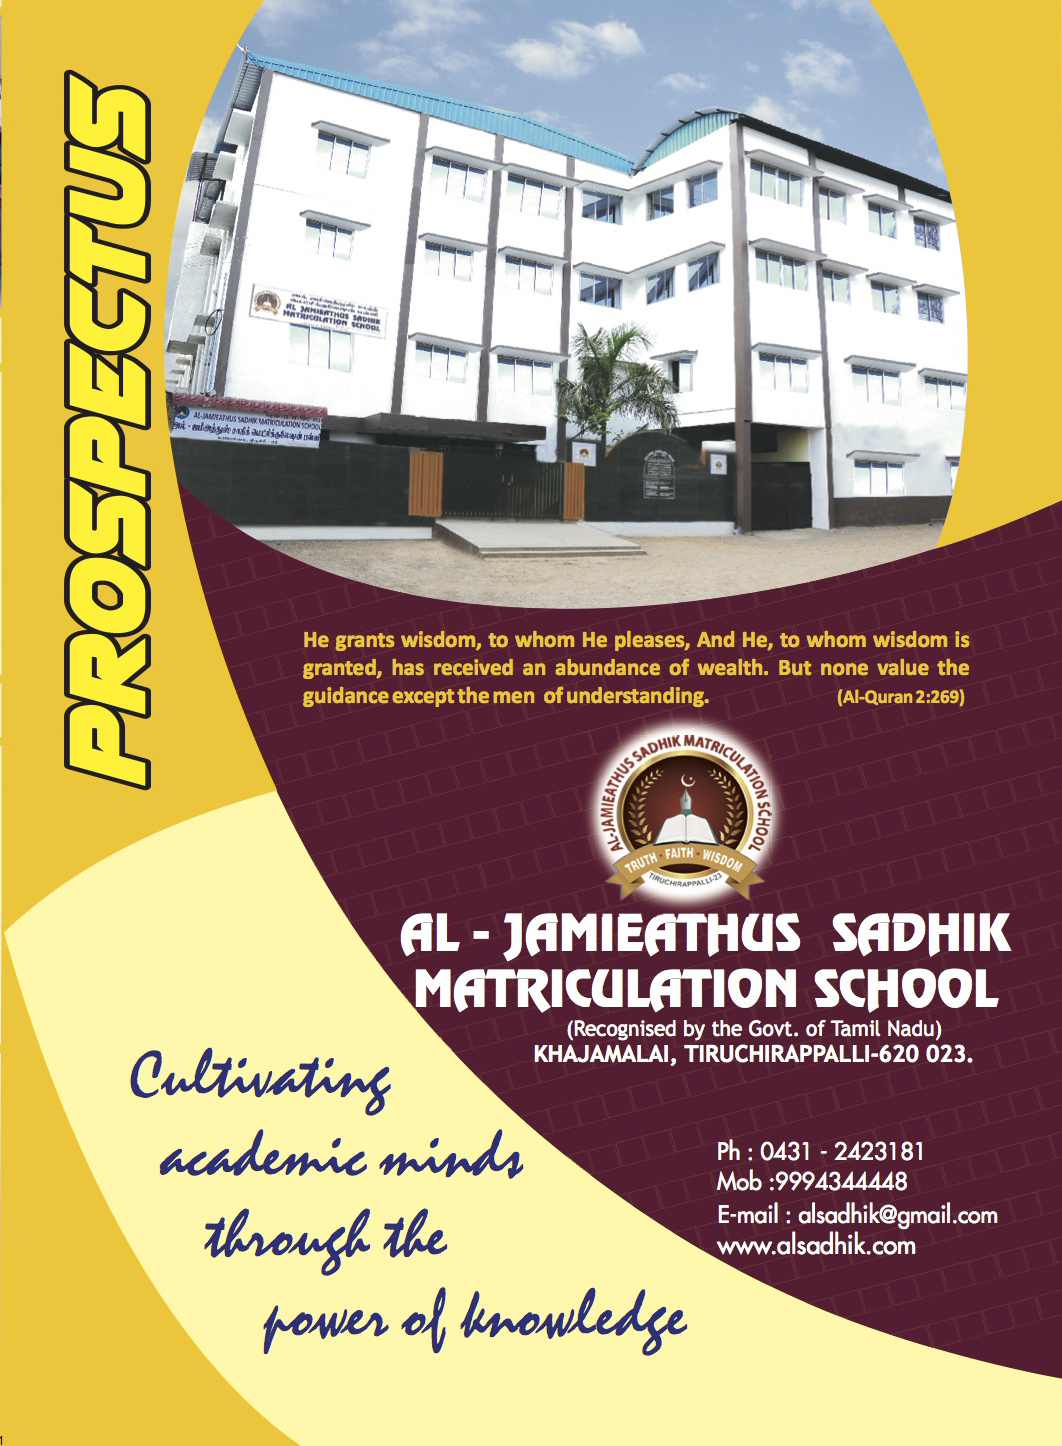 PROSPECTUS
AL JAMIEATHUS SADHIK
MATRICULATION SCHOOL
AL-JAMIEATHUS SADHIK MATRICULATION SCHOOL
He grants wisdom, to whom He pleases, And He, to whom wisdom is
granted, has received an abundance of wealth. But none value the
guidance except the men of understanding. (Al-Quran 2:269)
AL-JAMIEATHUS SADHIK MATRICULATION SCHOOL
TRUTH - FAITH - WISDOM
TIRUCHIRAPPALLI-23
AL - JAMIEATHUS SADHIK
MATRICULATION SCHOOL
(Recognised by the Govt. of Tamil Nadu)
KHAJAMALAI, TIRUCHIRAPPALLI-620 023.
Cultivating
academic minds
through the
power of knowledge
Ph : 0431 - 2423181
Mob :9994344448
E-mail : alsadhik@gmail.com
www.alsadhik.com
1